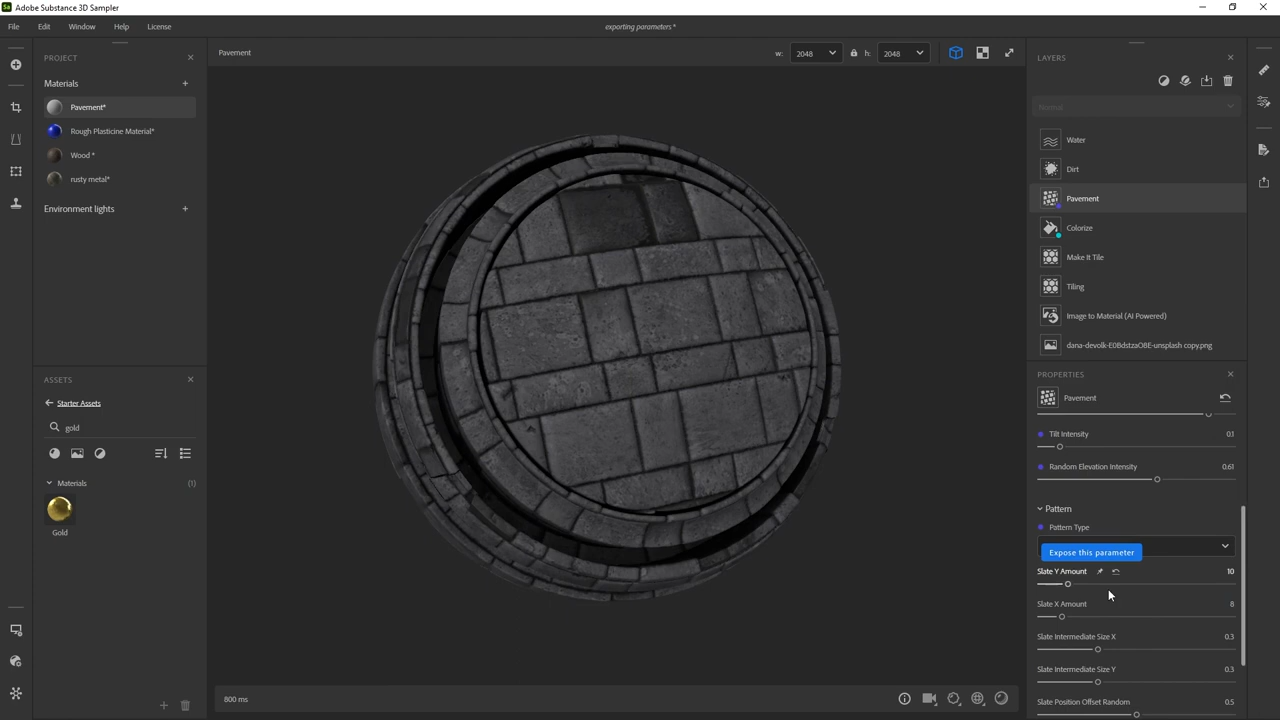 Sa Adobe Substance 3D Sampler
File Edit Window Help License
exporting parameters *
PROJECT
Materials
Pavement*
Rough Plasticine Material*
Wood *
rusty metal*
Environment lights
ASSETS
Starter Assets
gold
Materials (1)
Gold
Pavement
w: 2048 h: 2048
800 ms
LAYERS
Normal
Water
Dirt
Pavement
Colorize
Make It Tile
Tiling
Image to Material (AI Powered)
dana-devolk-E0BdstzaO8E-unsplash copy.png
PROPERTIES
Pavement
Tilt Intensity 0.1
Random Elevation Intensity 0.61
Pattern
Pattern Type
Expose this parameter
Slate Y Amount 10
Slate X Amount 8
Slate Intermediate Size X 0.3
Slate Intermediate Size Y 0.3
Slate Position Offset Random 0.5